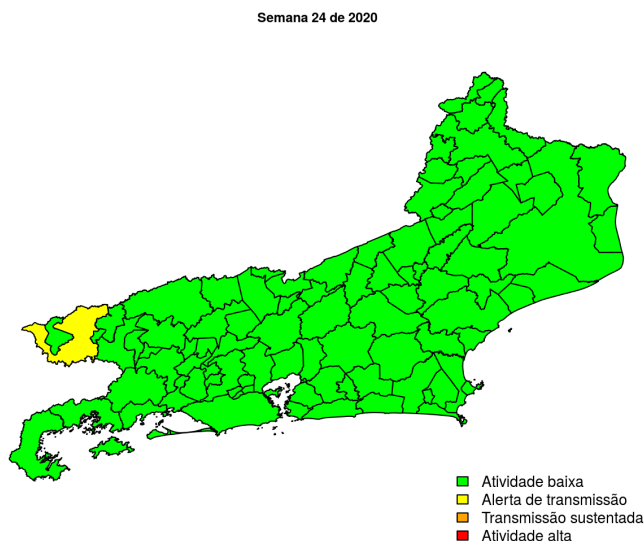 Semana 24 de 2020
Atividade baixa
Alerta de transmissão
Transmissão sustentada
Atividade alta